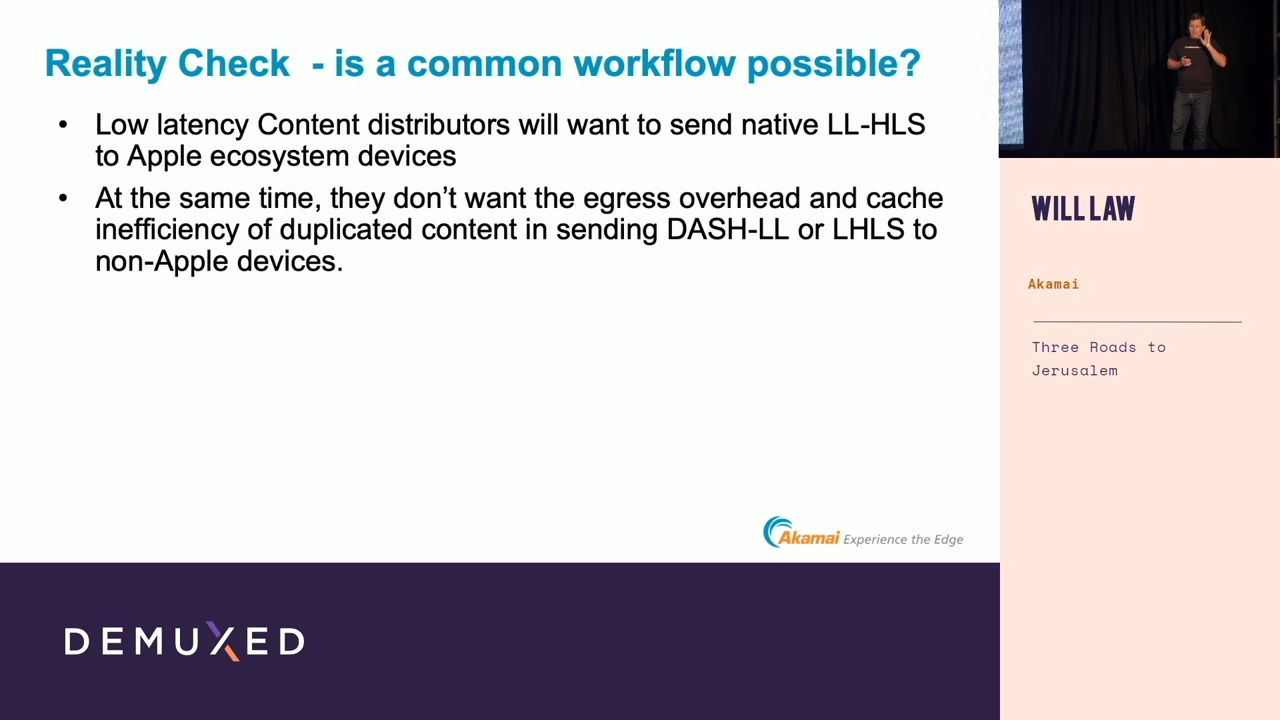 Reality Check - is a common workflow possible?
• Low latency Content distributors will want to send native LL-HLS
to Apple ecosystem devices
• At the same time, they don’t want the egress overhead and cache
inefficiency of duplicated content in sending DASH-LL or LHLS to
non-Apple devices.
Akamai Experience the Edge
DEMUXED
WILL LAW
Akamai
Three Roads to
Jerusalem